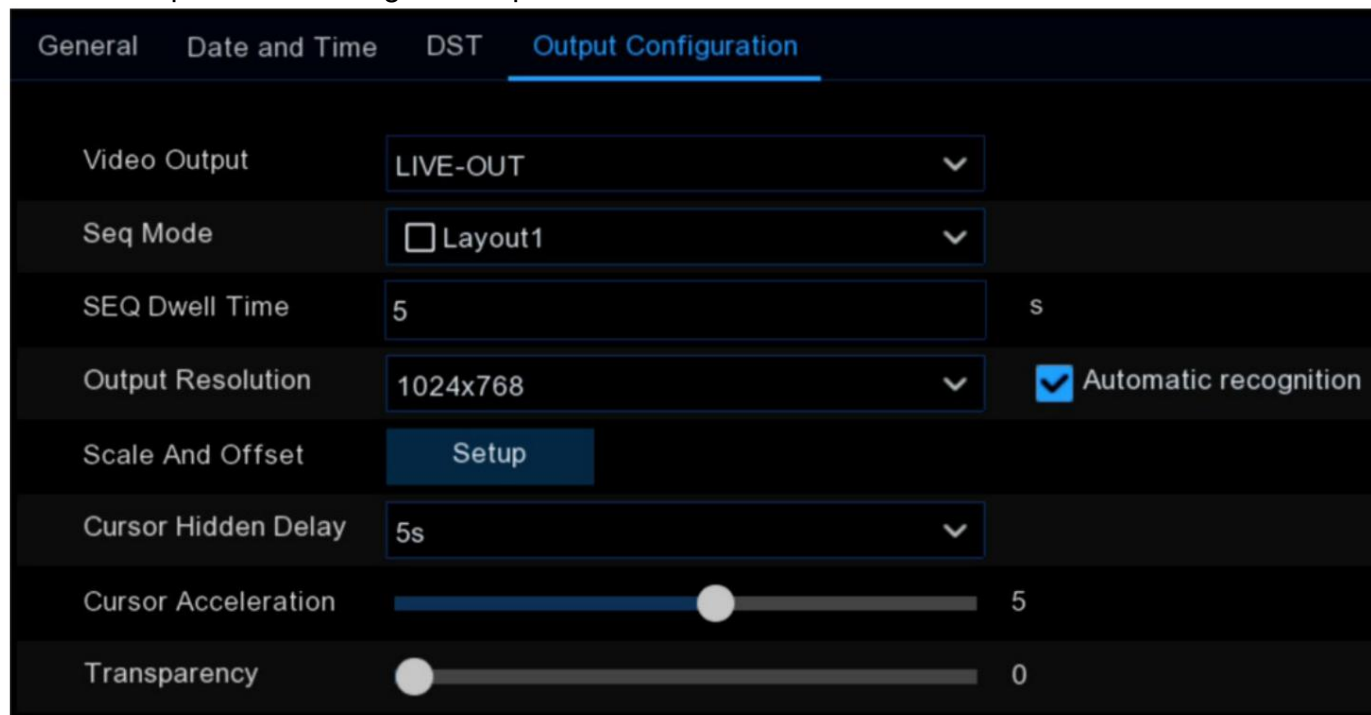 General Date and Time DST Output Configuration
Video Output LIVE-OUT
Seq Mode Layout1
SEQ Dwell Time 5 s
Output Resolution 1024x768 Automatic recognition
Scale And Offset Setup
Cursor Hidden Delay 5s
Cursor Acceleration 5
Transparency 0